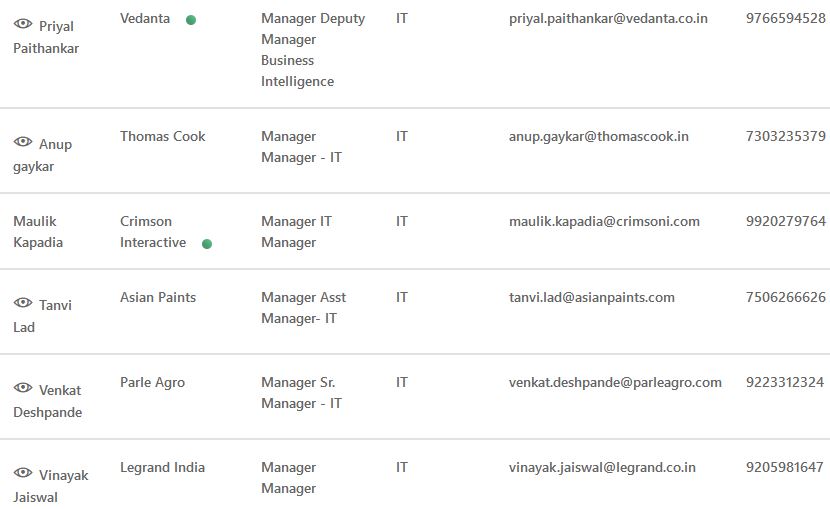 Priyal Vedanta Manager Deputy IT priyal.paithankar@vedanta.co.in 9766594528
Paithankar Manager
Business
Intelligence
Anup Thomas Cook Manager IT anup.gaykar@thomascook.in 7303235379
gaykar Manager - IT
Maulik Crimson Manager IT IT maulik.kapadia@crimsoni.com 9920279764
Kapadia Interactive Manager
Tanvi Asian Paints Manager Asst IT tanvi.lad@asianpaints.com 7506266626
Lad Manager- IT
Venkat Parle Agro Manager Sr. IT venkat.deshpande@parleagro.com 9223312324
Deshpande Manager - IT
Vinayak Legrand India Manager IT vinayak.jaiswal@legrand.co.in 9205981647
Jaiswal Manager